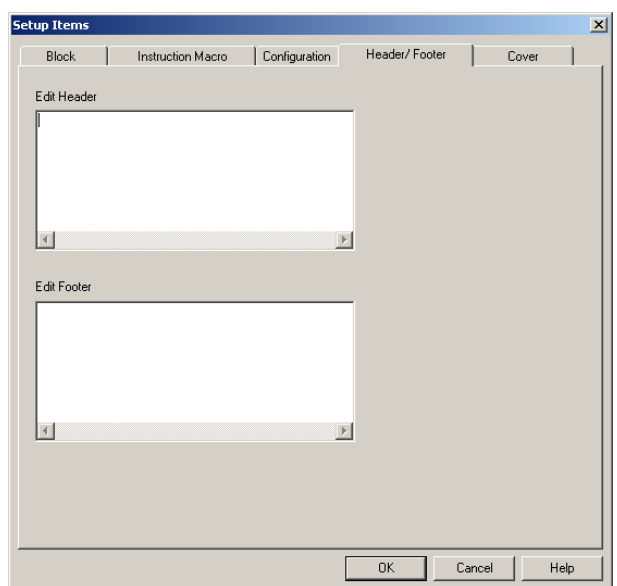 Setup Items
Block Instruction Macro Configuration Header/ Footer Cover
Edit Header
Edit Footer
OK Cancel Help